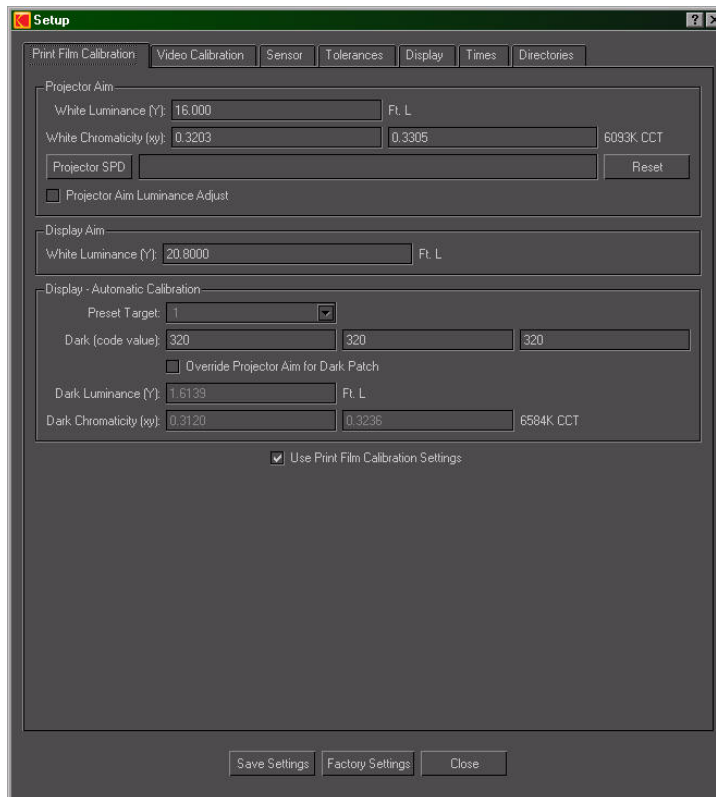 Setup
Print Film Calibration Video Calibration Sensor Tolerances Display Times Directories
Projector Aim
White Luminance (Y): 16.000 Ft. L
White Chromaticity (xy): 0.3203 0.3305 6093K CCT
Projector SPD Reset
Projector Aim Luminance Adjust
Display Aim
White Luminance (Y): 20.8000 Ft. L
Display - Automatic Calibration
Preset Target: 1
Dark (code value): 320 320 320
Override Projector Aim for Dark Patch
Dark Luminance (Y): 1.6139 Ft. L
Dark Chromaticity (xy): 0.3120 0.3236 6584K CCT
Use Print Film Calibration Settings
Save Settings Factory Settings Close